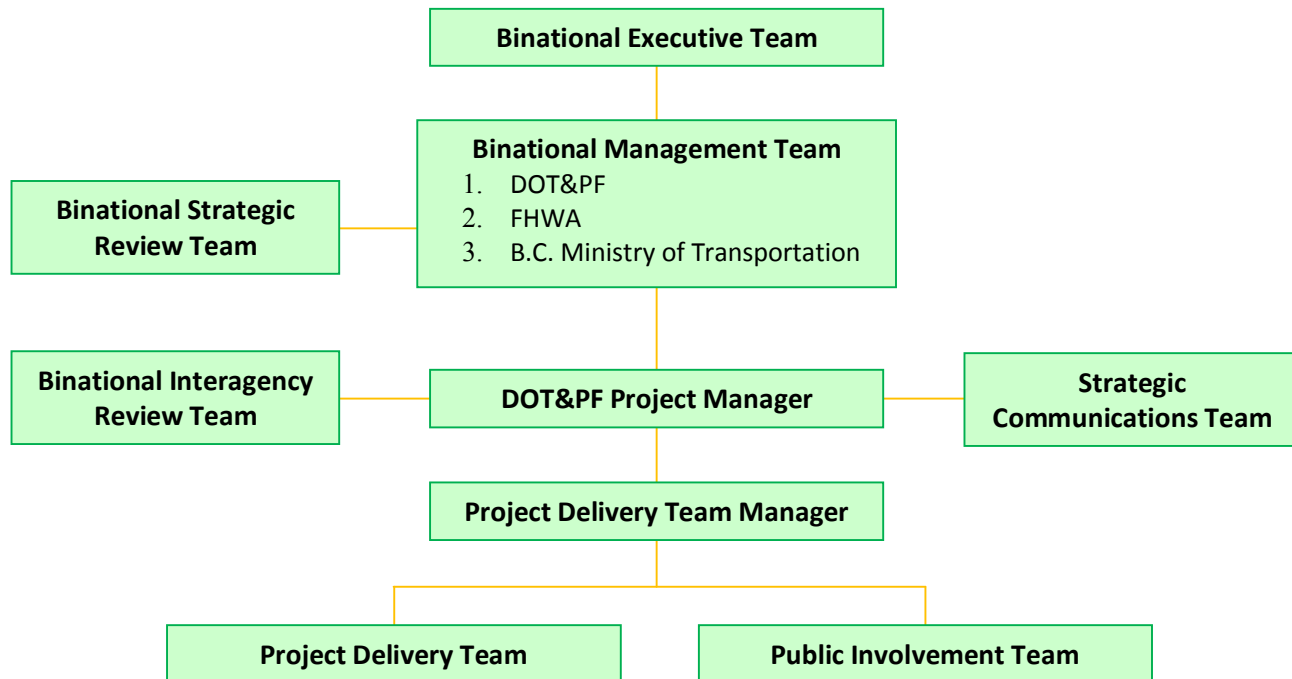 Binational Executive Team
Binational Management Team
1. DOT&PF
2. FHWA
3. B.C. Ministry of Transportation
Binational Strategic
Review Team
Binational Interagency
Review Team
DOT&PF Project Manager
Strategic
Communications Team
Project Delivery Team Manager
Project Delivery Team
Public Involvement Team